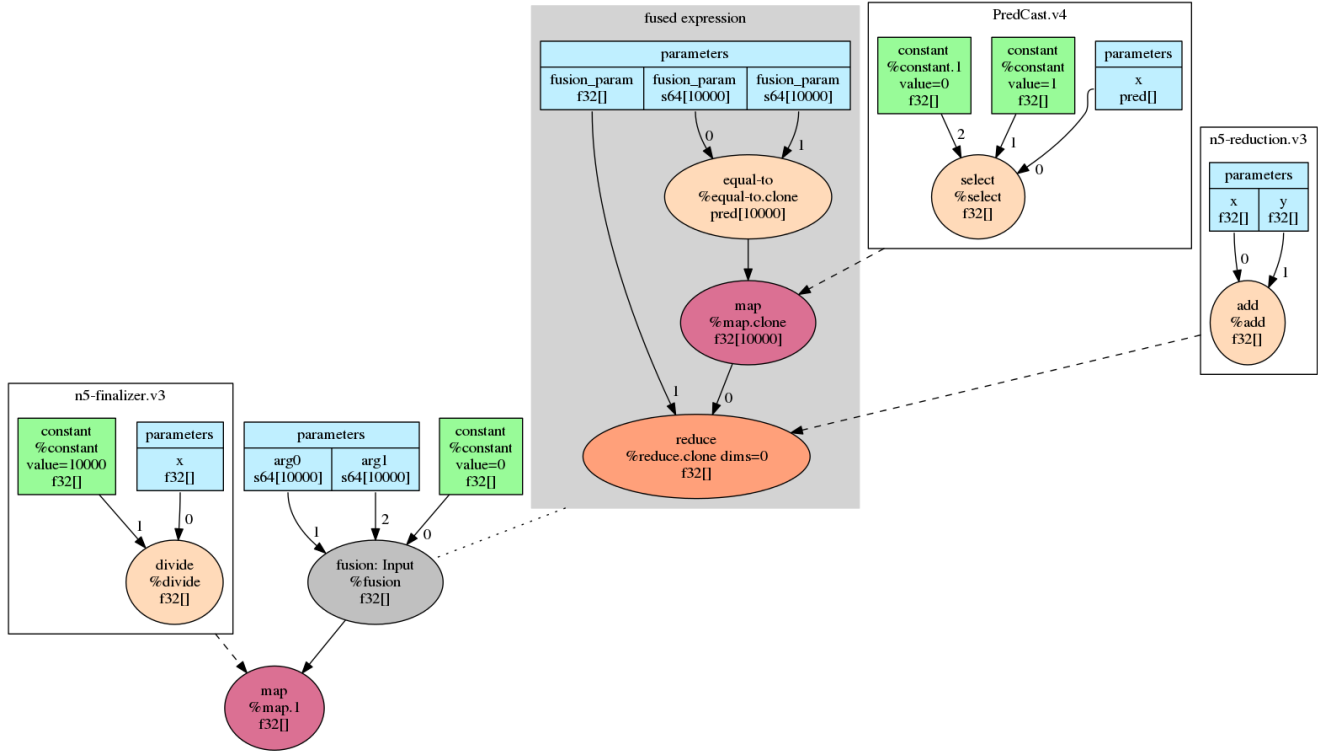 fused expression
parameters
fusion_param
f32[]
fusion_param
s64[10000]
fusion_param
s64[10000]
0
1
equal-to
%equal-to.clone
pred[10000]
map
%map.clone
f32[10000]
1
0
reduce
%reduce.clone dims=0
f32[]
PredCast.v4
constant
%constant.1
value=0
f32[]
constant
%constant
value=1
f32[]
parameters
x
pred[]
2
1
0
select
%select
f32[]
n5-reduction.v3
parameters
x
f32[]
y
f32[]
0
1
add
%add
f32[]
n5-finalizer.v3
constant
%constant
value=10000
f32[]
parameters
x
f32[]
1
0
divide
%divide
f32[]
parameters
arg0
s64[10000]
arg1
s64[10000]
constant
%constant
value=0
f32[]
1
2
0
fusion: Input
%fusion
f32[]
map
%map.1
f32[]